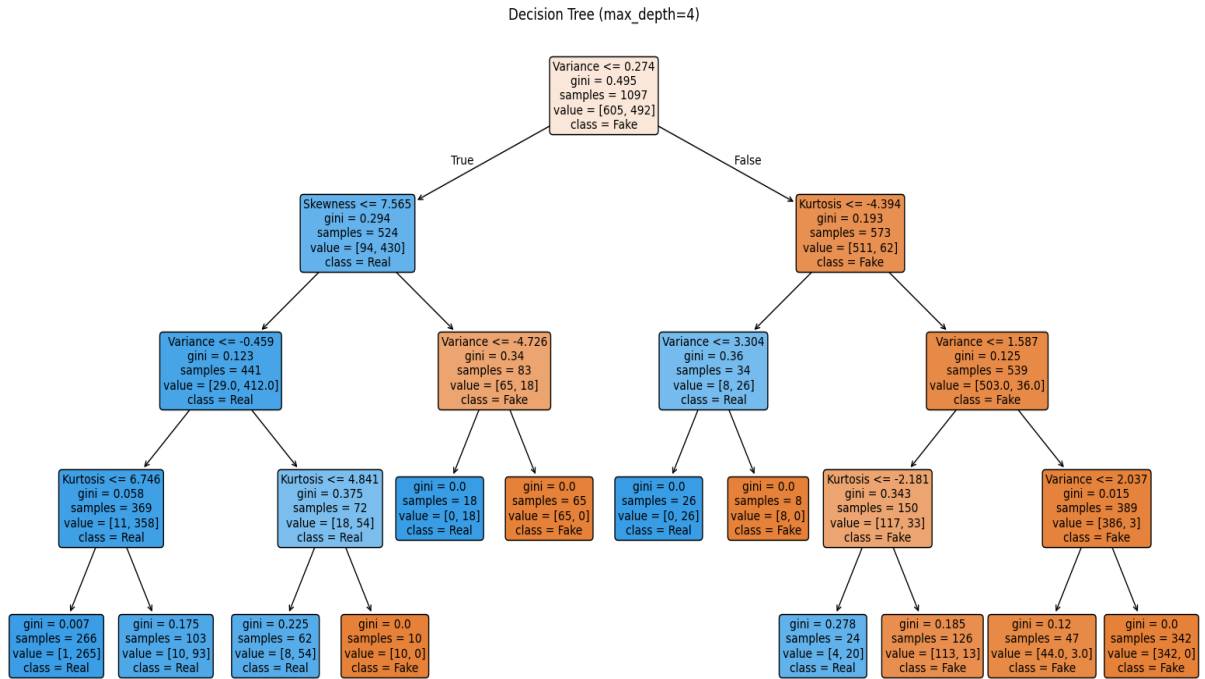 Decision Tree (max_depth=4)
Variance <= 0.274
gini = 0.495
samples = 1097
value = [605, 492]
class = Fake
True
False
Skewness <= 7.565
gini = 0.294
samples = 524
value = [94, 430]
class = Real
Kurtosis <= -4.394
gini = 0.193
samples = 573
value = [511, 62]
class = Fake
Variance <= -0.459
gini = 0.123
samples = 441
value = [29.0, 412.0]
class = Real
Variance <= -4.726
gini = 0.34
samples = 83
value = [65, 18]
class = Fake
Variance <= 3.304
gini = 0.36
samples = 34
value = [8, 26]
class = Real
Variance <= 1.587
gini = 0.125
samples = 539
value = [503.0, 36.0]
class = Fake
Kurtosis <= 6.746
gini = 0.058
samples = 369
value = [11, 358]
class = Real
Kurtosis <= 4.841
gini = 0.375
samples = 72
value = [18, 54]
class = Real
gini = 0.0
samples = 18
value = [0, 18]
class = Real
gini = 0.0
samples = 65
value = [65, 0]
class = Fake
gini = 0.0
samples = 26
value = [0, 26]
class = Real
gini = 0.0
samples = 8
value = [8, 0]
class = Fake
Kurtosis <= -2.181
gini = 0.343
samples = 150
value = [117, 33]
class = Fake
Variance <= 2.037
gini = 0.015
samples = 389
value = [386, 3]
class = Fake
gini = 0.007
samples = 266
value = [1, 265]
class = Real
gini = 0.175
samples = 103
value = [10, 93]
class = Real
gini = 0.225
samples = 62
value = [8, 54]
class = Real
gini = 0.0
samples = 10
value = [10, 0]
class = Fake
gini = 0.278
samples = 24
value = [4, 20]
class = Real
gini = 0.185
samples = 126
value = [113, 13]
class = Fake
gini = 0.12
samples = 47
value = [44.0, 3.0]
class = Fake
gini = 0.0
samples = 342
value = [342, 0]
class = Fake